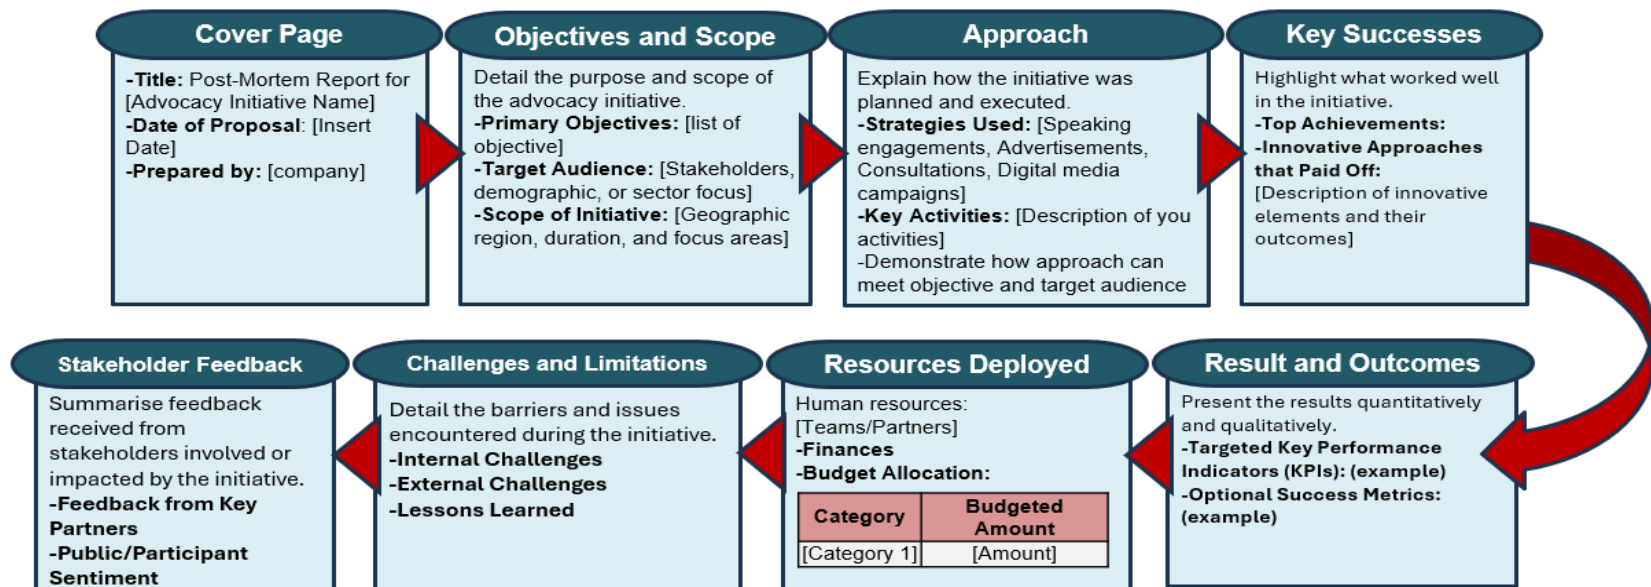 Cover Page
-Title: Post-Mortem Report for
[Advocacy Initiative Name]
-Date of Proposal: [Insert
Date]
-Prepared by: [company]
Objectives and Scope
Detail the purpose and scope of
the advocacy initiative.
-Primary Objectives: [list of
objective]
-Target Audience: [Stakeholders,
demographic, or sector focus]
-Scope of Initiative: [Geographic
region, duration, and focus areas]
Approach
Explain how the initiative was
planned and executed.
-Strategies Used: [Speaking
engagements, Advertisements,
Consultations, Digital media
campaigns]
-Key Activities: [Description of you
activities]
-Demonstrate how approach can
meet objective and target audience
Key Successes
Highlight what worked well
in the initiative.
-Top Achievements:
-Innovative Approaches
that Paid Off:
[Description of innovative
elements and their
outcomes]
Result and Outcomes
Present the results quantitatively
and qualitatively.
-Targeted Key Performance
Indicators (KPIs): (example)
-Optional Success Metrics:
(example)
Resources Deployed
Human resources:
[Teams/Partners]
-Finances
-Budget Allocation:
Category Budgeted
Amount
[Category 1] [Amount]
Challenges and Limitations
Detail the barriers and issues
encountered during the initiative.
-Internal Challenges
-External Challenges
-Lessons Learned
Stakeholder Feedback
Summarise feedback
received from
stakeholders involved or
impacted by the initiative.
-Feedback from Key
Partners
-Public/Participant
Sentiment